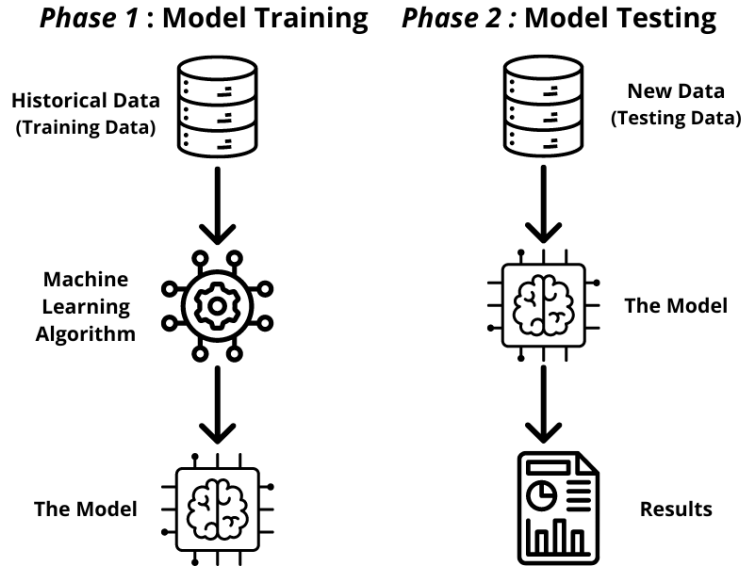 Phase 1 : Model Training
Historical Data
(Training Data)
Machine
Learning
Algorithm
The Model
Phase 2 : Model Testing
New Data
(Testing Data)
The Model
Results